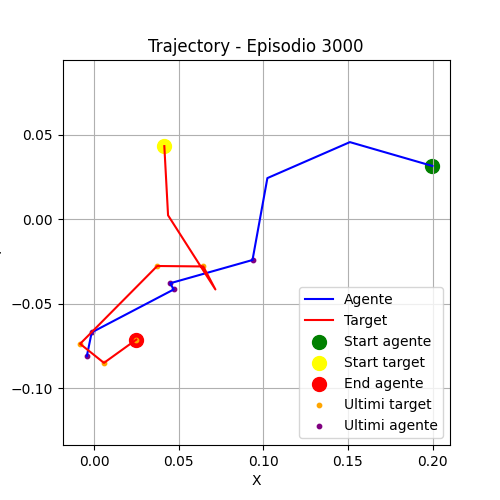 Trajectory - Episodio 3000
0.05
0.00
−0.05
−0.10
Agente
Target
Start agente
Start target
End agente
Ultimi target
Ultimi agente
0.00 0.05 0.10 0.15 0.20
X